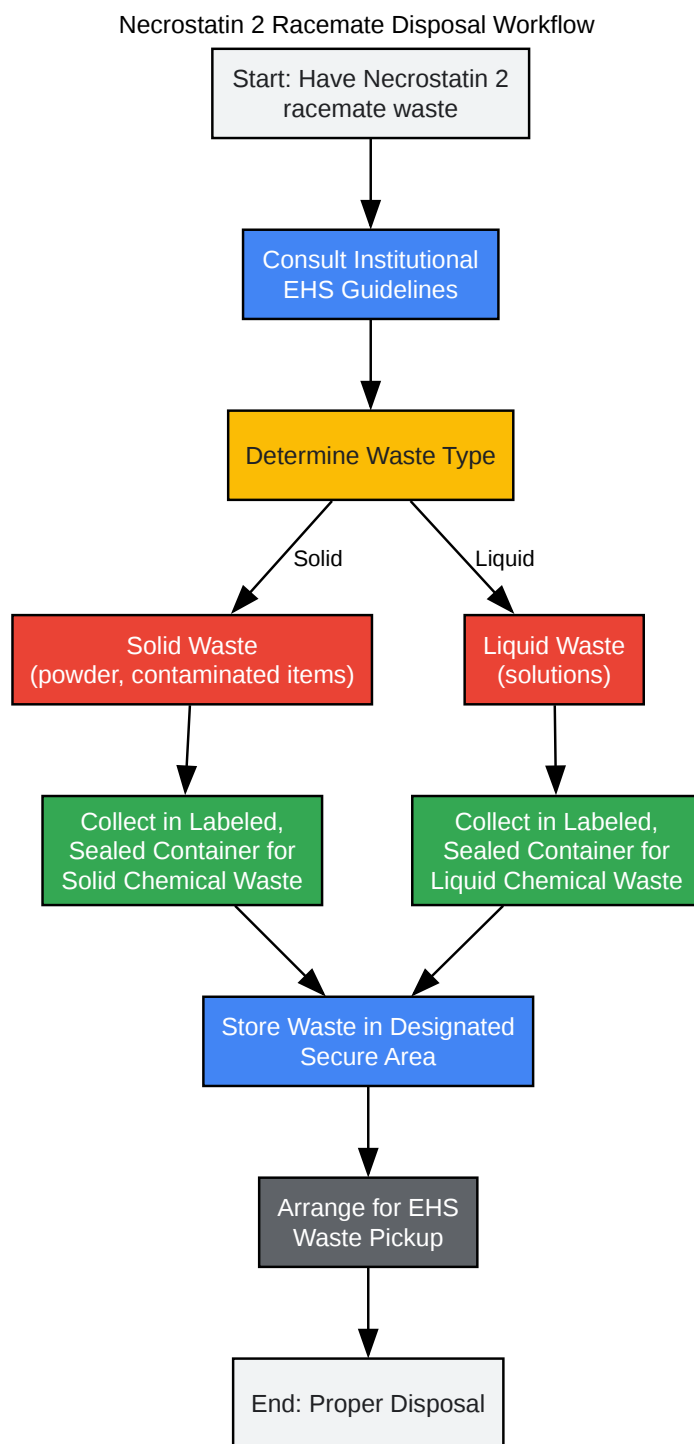 Necrostatin 2 Racemate Disposal Workflow
Start: Have Necrostatin 2
racemate waste
Consult Institutional
EHS Guidelines
Determine Waste Type
Solid
Liquid
Solid Waste
(powder, contaminated items)
Liquid Waste
(solutions)
Collect in Labeled,
Sealed Container for
Solid Chemical Waste
Collect in Labeled,
Sealed Container for
Liquid Chemical Waste
Store Waste in Designated
Secure Area
Arrange for EHS
Waste Pickup
End: Proper Disposal